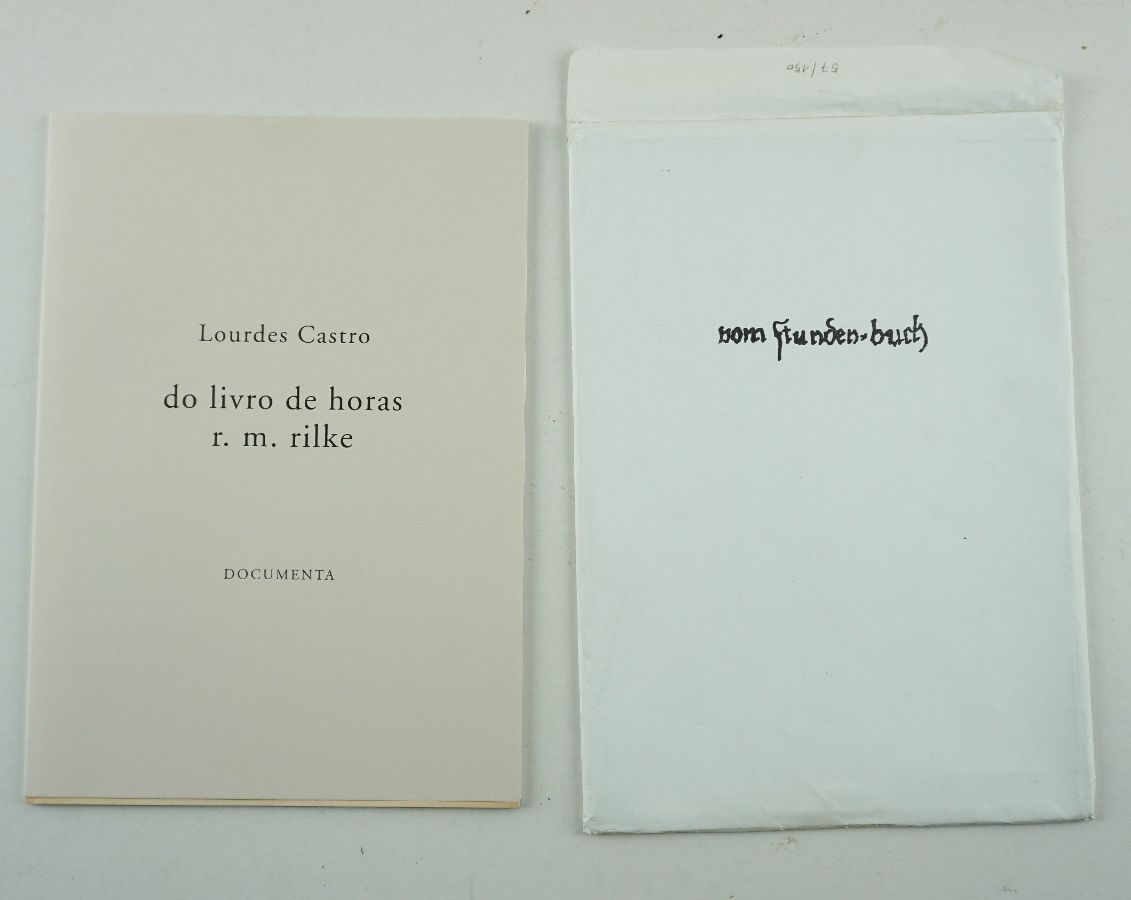 Lourdes Castro
do livro de horas
r. m. rilke
DOCUMENTA
57/150
vom stunden-buch